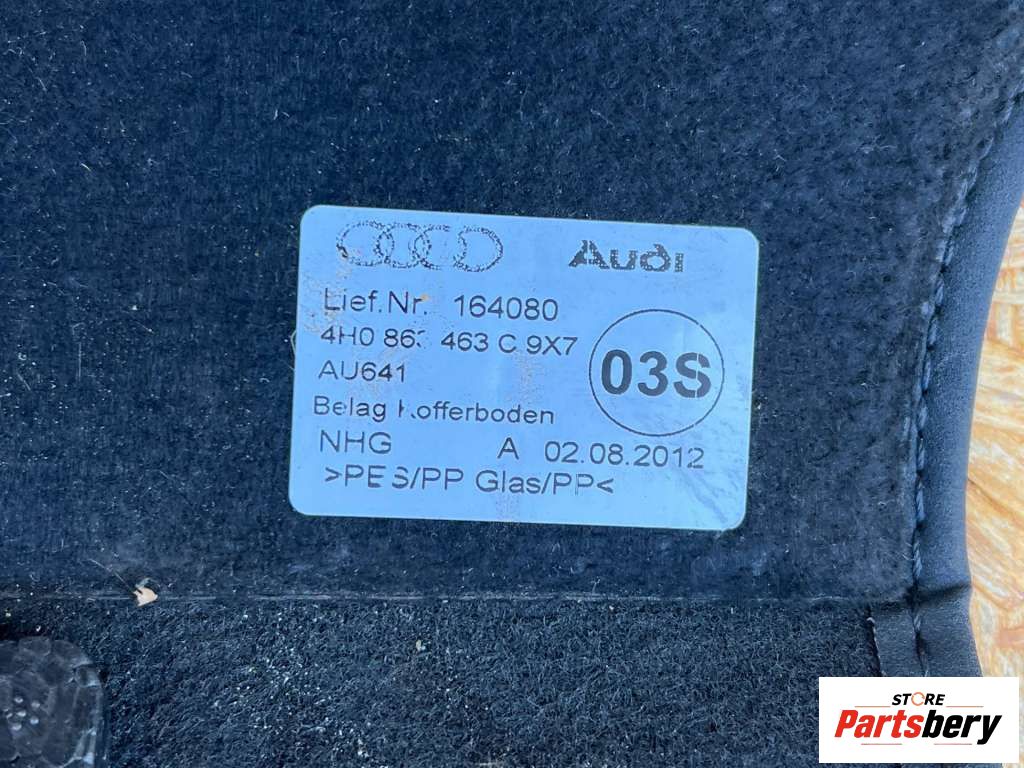 Audi
Lief.Nr. 164080
4H0 863 463 C 9X7
03S
AU641
Belag Kofferboden
NHG A 02.08.2012
>PES/PP Glas/PP<
STORE
Partsbery